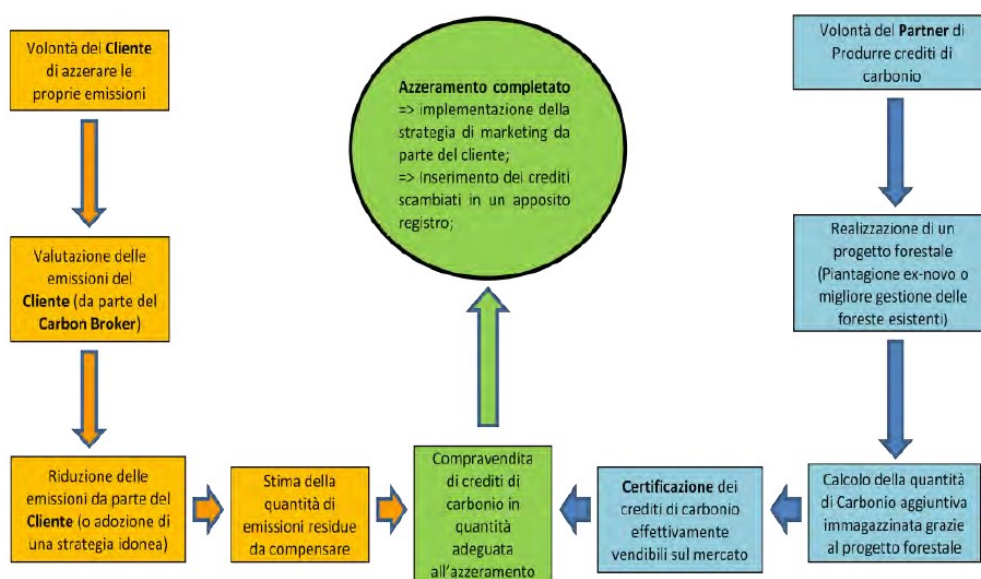 Volontà del Cliente
di azzerare le
proprie emissioni
Valutazione delle
emissioni del
Cliente (da parte del
Carbon Broker)
Riduzione delle
emissioni da parte del
Cliente (o adozione di
una strategia idonea)
Stima della
quantità di
emissioni residue
da compensare
Azzeramento completato
=> implementazione della
strategia di marketing da
parte del cliente;
=> inserimento dei crediti
scambiati in un apposito
registro;
Compravendita
di crediti di
carbonio in
quantità
adeguata
all'azzeramento
Volontà del Partner di
Produrre crediti di
carbonio
Realizzazione di un
progetto forestale
(Piantagione ex-novo o
migliore gestione delle
foreste esistenti)
Calcolo della quantità
di Carbonio aggiuntiva
immagazzinata grazie
al progetto forestale
Certificazione dei
crediti di carbonio
effettivamente
vendibili sul mercato